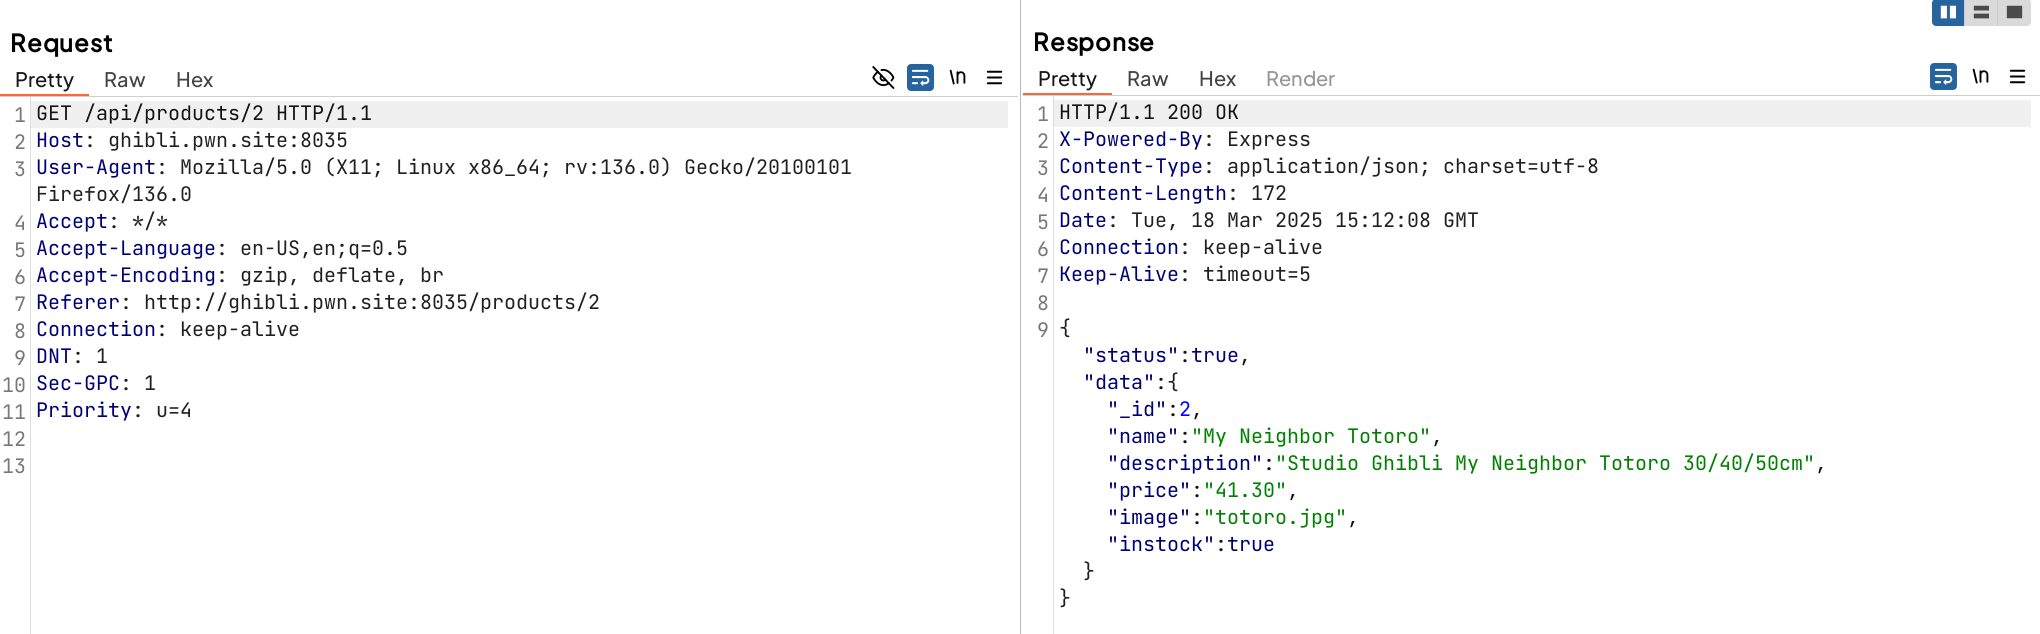 Request
Pretty Raw Hex
\n
1 GET /api/products/2 HTTP/1.1
2 Host: ghibli.pwn.site:8035
3 User-Agent: Mozilla/5.0 (X11; Linux x86_64; rv:136.0) Gecko/20100101
Firefox/136.0
4 Accept: */*
5 Accept-Language: en-US,en;q=0.5
6 Accept-Encoding: gzip, deflate, br
7 Referer: http://ghibli.pwn.site:8035/products/2
8 Connection: keep-alive
9 DNT: 1
10 Sec-GPC: 1
11 Priority: u=4
12
13
Response
Pretty Raw Hex Render
\n
1 HTTP/1.1 200 OK
2 X-Powered-By: Express
3 Content-Type: application/json; charset=utf-8
4 Content-Length: 172
5 Date: Tue, 18 Mar 2025 15:12:08 GMT
6 Connection: keep-alive
7 Keep-Alive: timeout=5
8
9 {
"status":true,
"data":{
"_id":2,
"name":"My Neighbor Totoro",
"description":"Studio Ghibli My Neighbor Totoro 30/40/50cm",
"price":"41.30",
"image":"totoro.jpg",
"instock":true
}
}